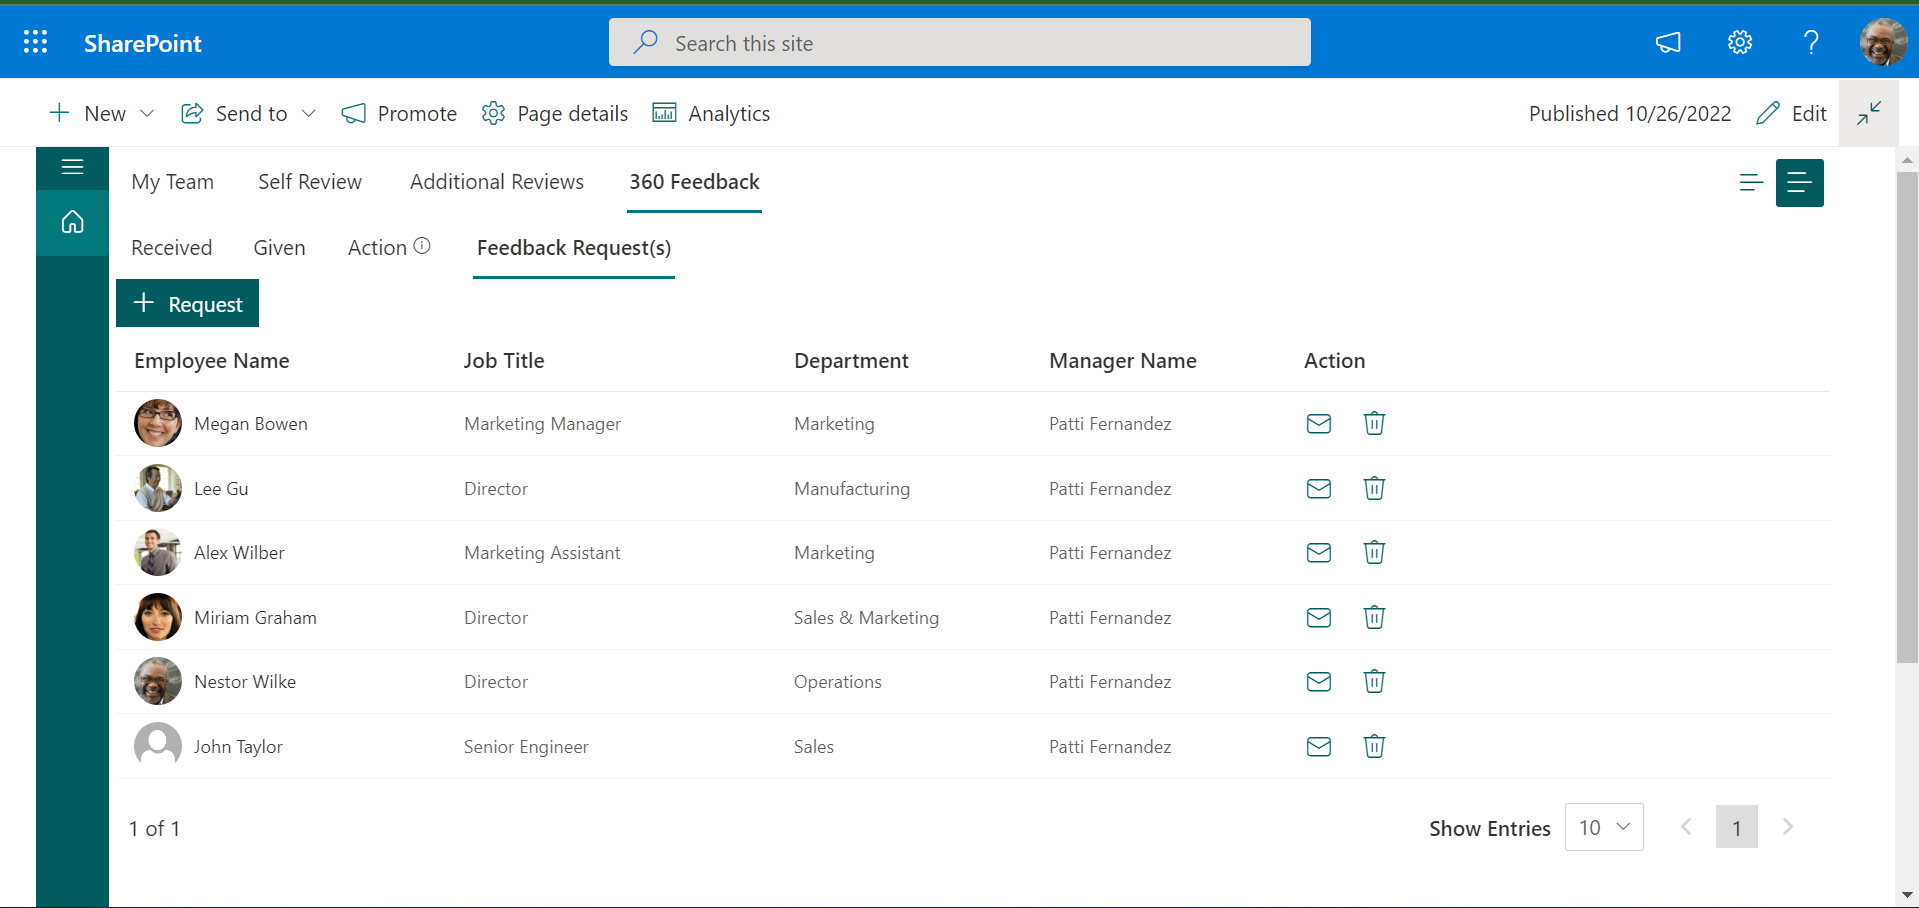 SharePoint
Search this site
New
Send to
Promote
Page details
Analytics
Published 10/26/2022
Edit
My Team
Self Review
Additional Reviews
360 Feedback
Received
Given
Action
Feedback Request(s)
Request
Employee Name Job Title Department Manager Name Action
Megan Bowen Marketing Manager Marketing Patti Fernandez
Lee Gu Director Manufacturing Patti Fernandez
Alex Wilber Marketing Assistant Marketing Patti Fernandez
Miriam Graham Director Sales & Marketing Patti Fernandez
Nestor Wilke Director Operations Patti Fernandez
John Taylor Senior Engineer Sales Patti Fernandez
1 of 1
Show Entries 10
1